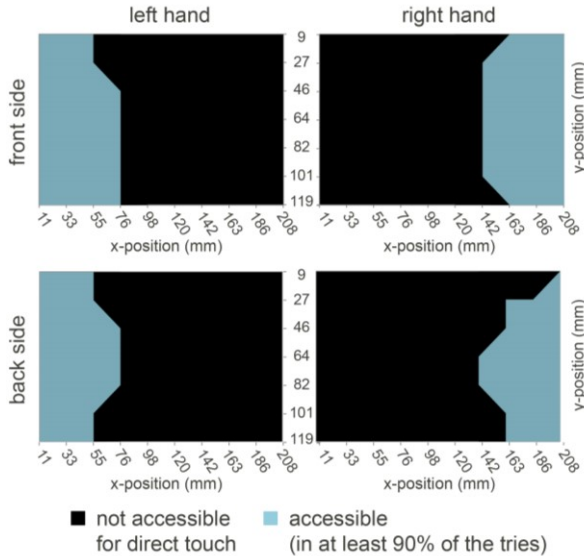 left hand
right hand
front side
9
27
46
64
82
101
119
y-position (mm)
11 33 55 76 98 120 142 163 186 208
x-position (mm)
11 33 55 76 98 120 142 163 186 208
x-position (mm)
back side
9
27
46
64
82
101
119
y-position (mm)
11 33 55 76 98 120 142 163 186 208
x-position (mm)
11 33 55 76 98 120 142 163 186 208
x-position (mm)
not accessible
for direct touch
accessible
(in at least 90% of the tries)